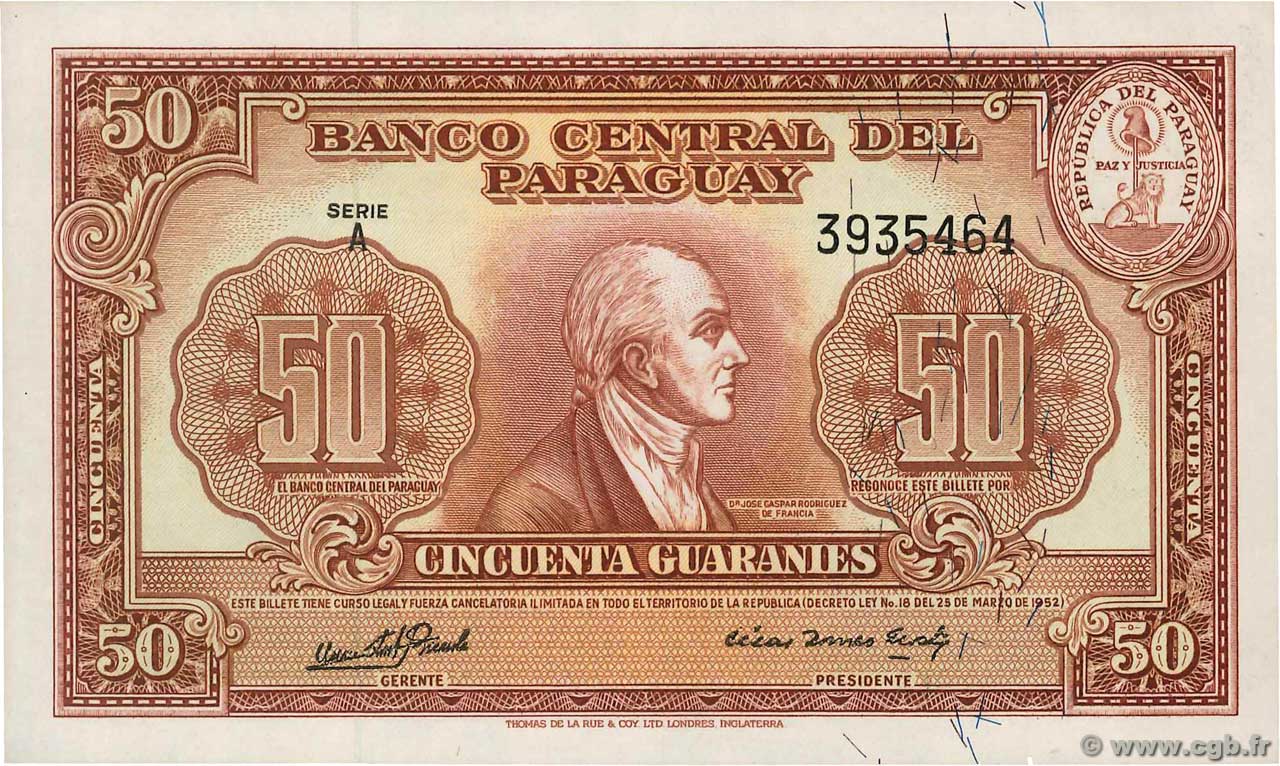 50
BANCO CENTRAL DEL
PARAGUAY
REPUBLICA DEL PARAGUAY
PAZ Y JUSTICIA
SERIE
A
3935464
50
50
CINCUENTA
CINCUENTA
EL BANCO CENTRAL DEL PARAGUAY
REGONOCE ESTE BILLETE POR
DR. JOSE GASPAR RODRIGUEZ
DE FRANCIA
CINCUENTA GUARANIES
ESTE BILLETE TIENE CURSO LEGAL Y FUERZA CANCELATORIA ILIMITADA EN TODO EL TERRITORIO DE LA REPUBLICA (DECRETO LEY No. 18 DEL 25 DE MARZO DE 1952)
50
50
GERENTE
PRESIDENTE
THOMAS DE LA RUE & COY. LTD LONDRES, INGLATERRA
© www.cgb.fr